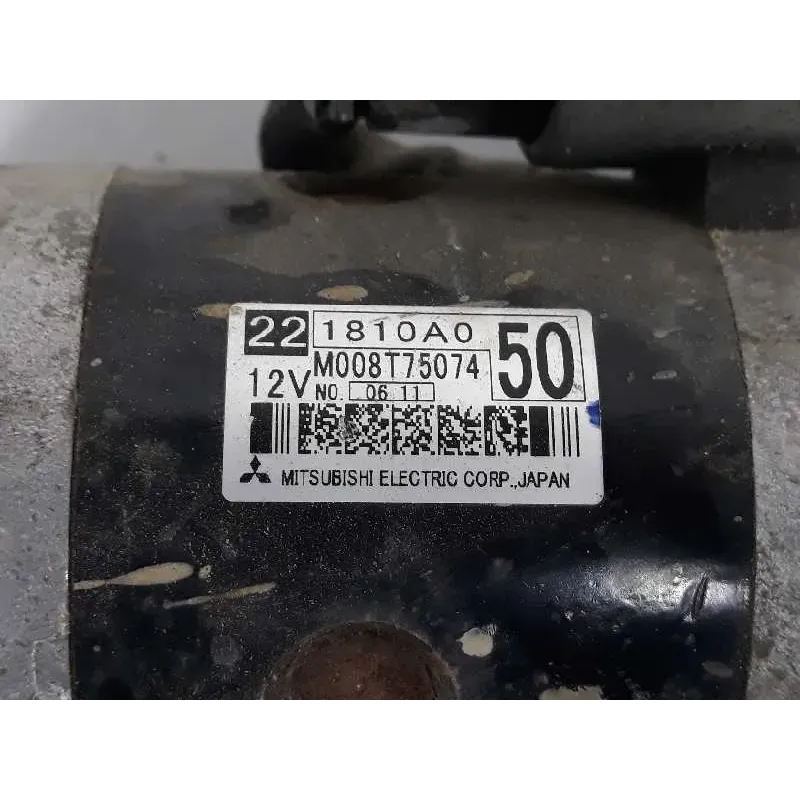 22 1810A0 50
M008T75074
12V NO. 06 11
MITSUBISHI ELECTRIC CORP.,JAPAN